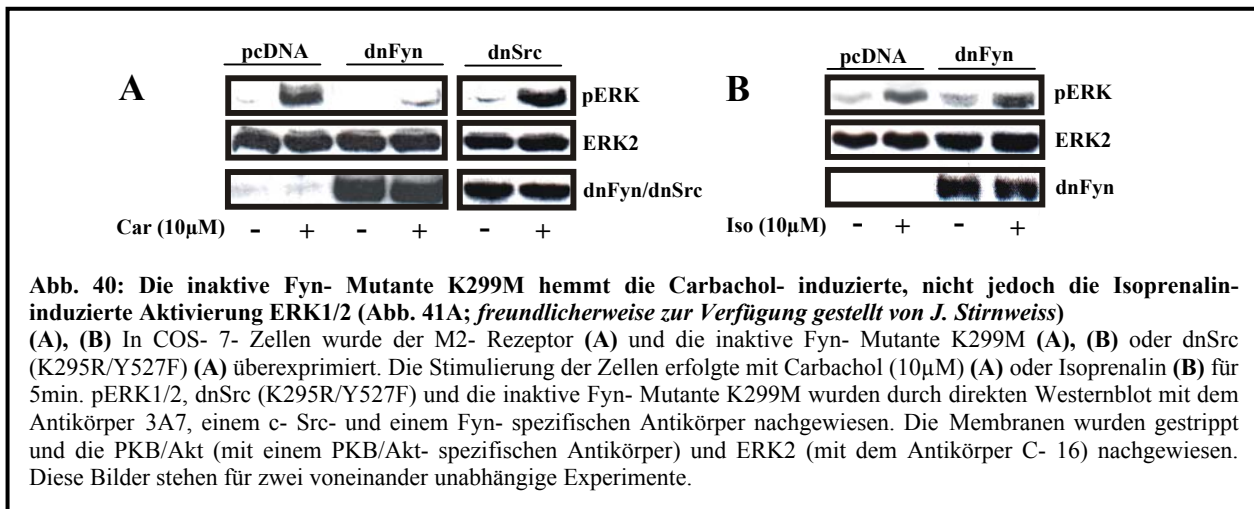 pcDNA dnFyn dnSrc
A
pERK
ERK2
dnFyn/dnSrc
Car (10µM) - + - + - +
pcDNA dnFyn
B
pERK
ERK2
dnFyn
Iso (10µM) - + - +
Abb. 40: Die inaktive Fyn- Mutante K299M hemmt die Carbachol- induzierte, nicht jedoch die Isoprenalin-
induzierte Aktivierung ERK1/2 (Abb. 41A; freundlicherweise zur Verfügung gestellt von J. Stirnweiss)
(A), (B) In COS- 7- Zellen wurde der M2- Rezeptor (A) und die inaktive Fyn- Mutante K299M (A), (B) oder dnSrc
(K295R/Y527F) (A) überexprimiert. Die Stimulierung der Zellen erfolgte mit Carbachol (10µM) (A) oder Isoprenalin (B) für
5min. pERK1/2, dnSrc (K295R/Y527F) und die inaktive Fyn- Mutante K299M wurden durch direkten Westernblot mit dem
Antikörper 3A7, einem c- Src- und einem Fyn- spezifischen Antikörper nachgewiesen. Die Membranen wurden gestrippt
und die PKB/Akt (mit einem PKB/Akt- spezifischen Antikörper) und ERK2 (mit dem Antikörper C- 16) nachgewiesen.
Diese Bilder stehen für zwei voneinander unabhängige Experimente.